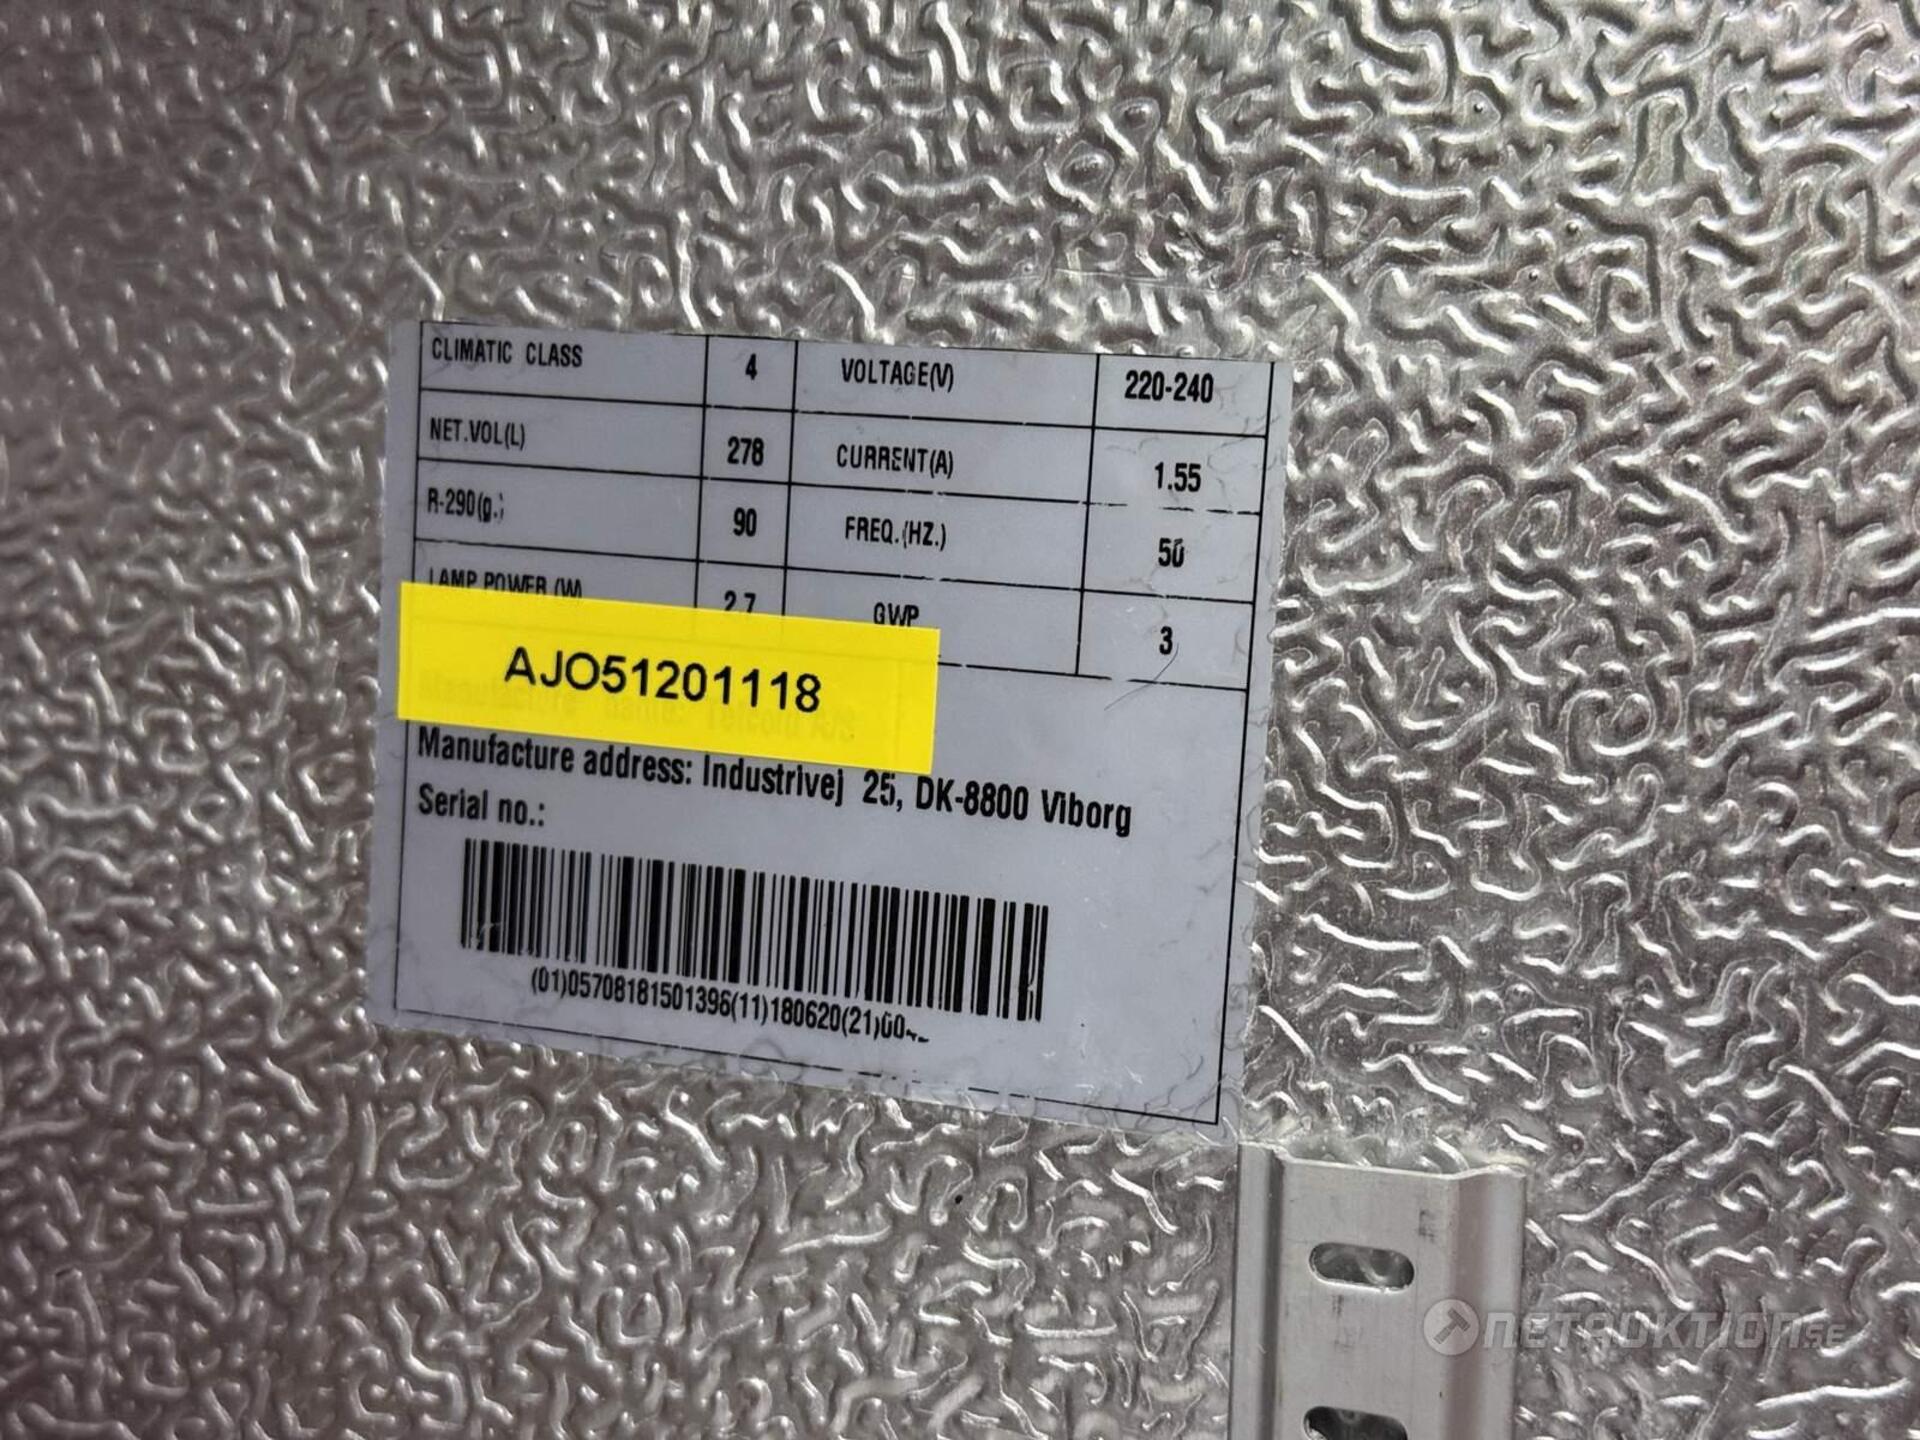 CLIMATIC CLASS 4 VOLTAGE(V) 220-240
NET.VOL(L) 278 CURRENT(A) 1.55
R-290(g.) 90 FREQ.(HZ.) 50
LAMP POWER (W) 2.7 GWP 3
AJO51201118
Manufacture address: Industrivej 25, DK-8800 Viborg
Serial no.:
(01)05708181501396(11)180620(21)
NETAUKTION.SE